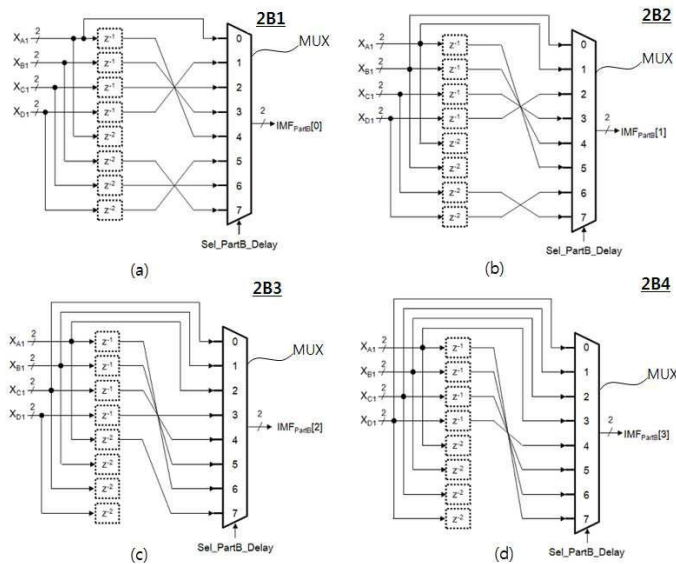 2B1
X_A1 2
X_B1 2
X_C1 2
X_D1 2
z⁻¹
z⁻¹
z⁻¹
z⁻¹
z⁻²
z⁻²
z⁻²
z⁻²
0
1
2
3
4
5
6
7
MUX
2
IMF_PartB[0]
Sel_PartB_Delay
(a)
2B2
X_A1 2
X_B1 2
X_C1 2
X_D1 2
z⁻¹
z⁻¹
z⁻¹
z⁻¹
z⁻²
z⁻²
z⁻²
z⁻²
0
1
2
3
4
5
6
7
MUX
2
IMF_PartB[1]
Sel_PartB_Delay
(b)
2B3
X_A1 2
X_B1 2
X_C1 2
X_D1 2
z⁻¹
z⁻¹
z⁻¹
z⁻¹
z⁻²
z⁻²
z⁻²
z⁻²
0
1
2
3
4
5
6
7
MUX
2
IMF_PartB[2]
Sel_PartB_Delay
(c)
2B4
X_A1 2
X_B1 2
X_C1 2
X_D1 2
z⁻¹
z⁻¹
z⁻¹
z⁻¹
z⁻²
z⁻²
z⁻²
z⁻²
0
1
2
3
4
5
6
7
MUX
2
IMF_PartB[3]
Sel_PartB_Delay
(d)